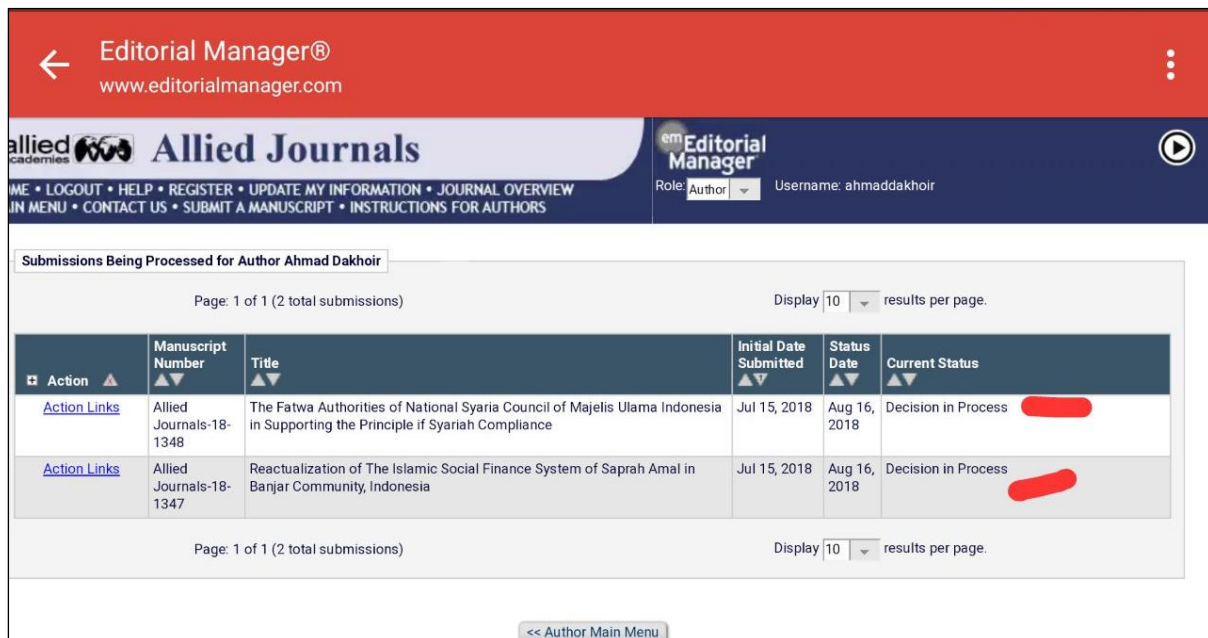 Editorial Manager®
www.editorialmanager.com
allied academies Allied Journals
em Editorial Manager
Role: Author Username: ahmaddakhoir
ME • LOGOUT • HELP • REGISTER • UPDATE MY INFORMATION • JOURNAL OVERVIEW
IN MENU • CONTACT US • SUBMIT A MANUSCRIPT • INSTRUCTIONS FOR AUTHORS
Submissions Being Processed for Author Ahmad Dakhoir
Page: 1 of 1 (2 total submissions) Display 10 results per page.
Action
Manuscript
Number
Title
Initial Date
Submitted
Status
Date
Current Status
Action Links
Allied
Journals-18-
1348
The Fatwa Authorities of National Syaria Council of Majelis Ulama Indonesia
in Supporting the Principle if Syariah Compliance
Jul 15, 2018
Aug 16,
2018
Decision in Process
Action Links
Allied
Journals-18-
1347
Reactualization of The Islamic Social Finance System of Saprah Amal in
Banjar Community, Indonesia
Jul 15, 2018
Aug 16,
2018
Decision in Process
Page: 1 of 1 (2 total submissions) Display 10 results per page.
<< Author Main Menu